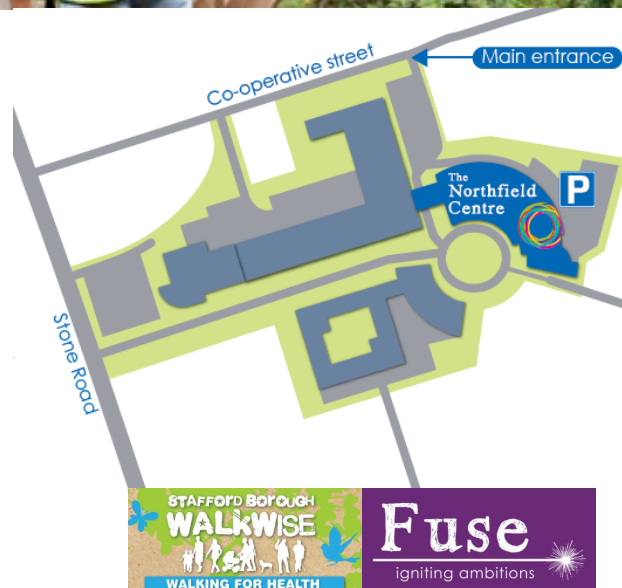 Co-operative street
Main entrance
The
Northfield
Centre
P
Stone Road
STAFFORD BOROUGH
WALKWISE
WALKING FOR HEALTH
Fuse
igniting ambitions